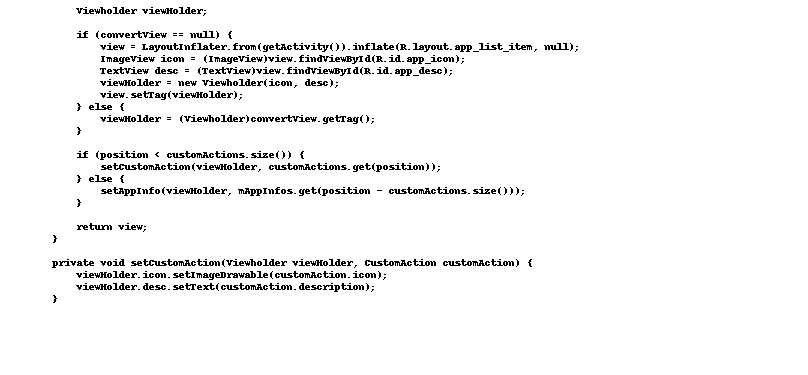 Viewholder viewHolder;
if (convertView == null) {
view = LayoutInflater.from(getActivity()).inflate(R.layout.app_list_item, null);
ImageView icon = (ImageView)view.findViewById(R.id.app_icon);
TextView desc = (TextView)view.findViewById(R.id.app_desc);
viewHolder = new Viewholder(icon, desc);
view.setTag(viewHolder);
} else {
viewHolder = (Viewholder)convertView.getTag();
}
if (position < customActions.size()) {
setCustomAction(viewHolder, customActions.get(position));
} else {
setAppInfo(viewHolder, mAppInfos.get(position - customActions.size()));
}
return view;
}
private void setCustomAction(Viewholder viewHolder, CustomAction customAction) {
viewHolder.icon.setImageDrawable(customAction.icon);
viewHolder.desc.setText(customAction.description);
}